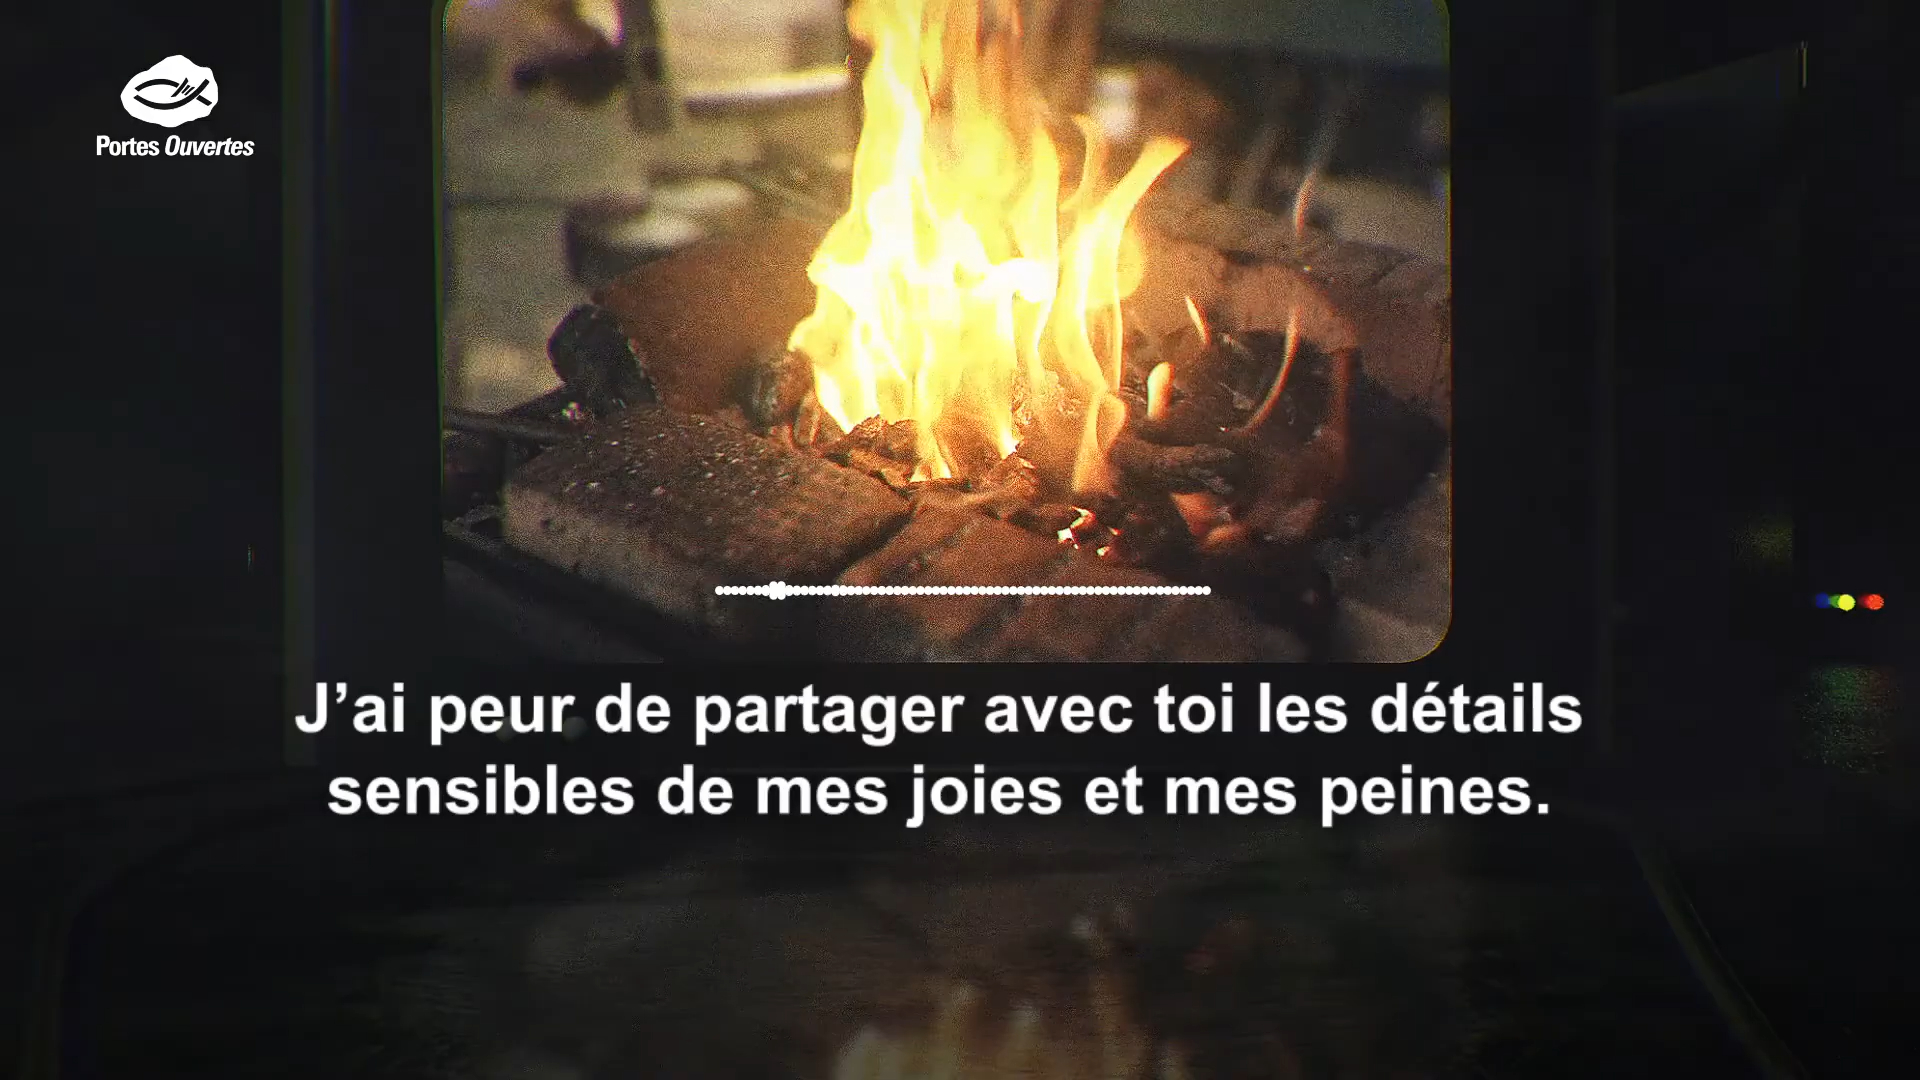 Portes Ouvertes
J’ai peur de partager avec toi les détails
sensibles de mes joies et mes peines.